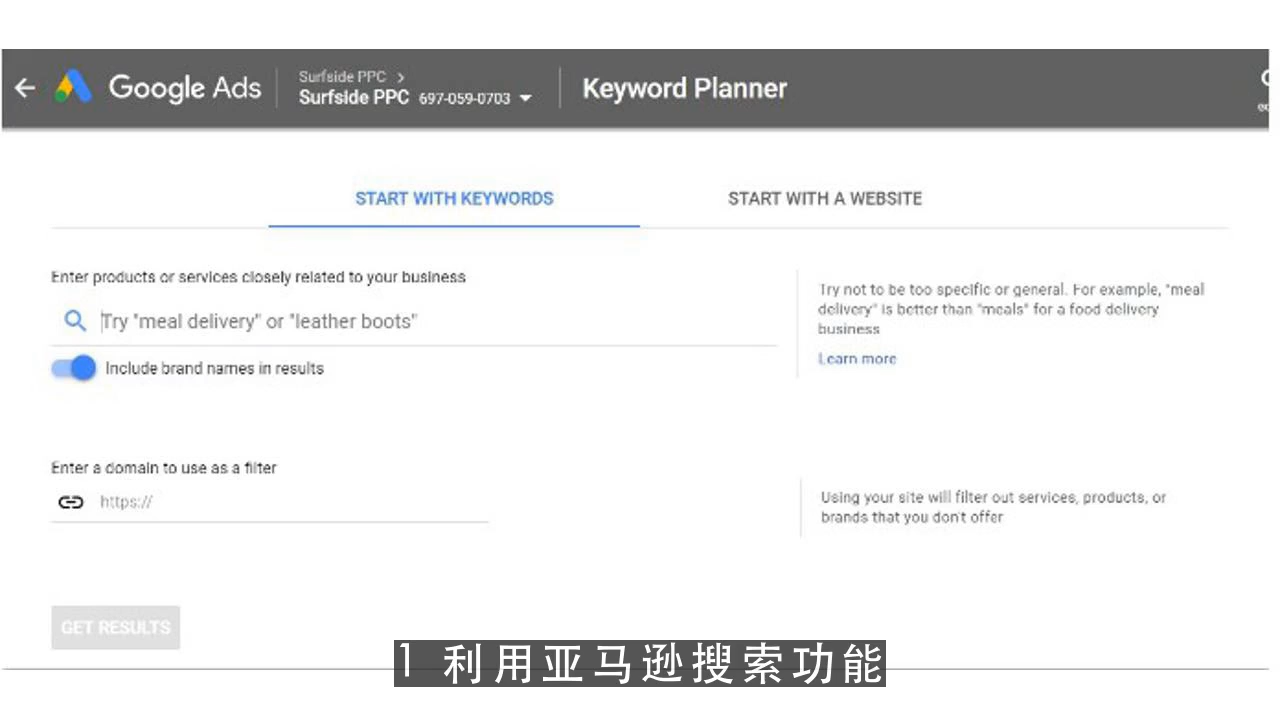 Surfside PPC >
Google Ads
Surfside PPC 697-059-0703
Keyword Planner
START WITH KEYWORDS
START WITH A WEBSITE
Enter products or services closely related to your business
Try "meal delivery" or "leather boots"
Include brand names in results
Try not to be too specific or general. For example, "meal
delivery" is better than "meals" for a food delivery
business
Learn more
Enter a domain to use as a filter
https://
Using your site will filter out services, products, or
brands that you don't offer
GET RESULTS
1 利用亚马逊搜索功能